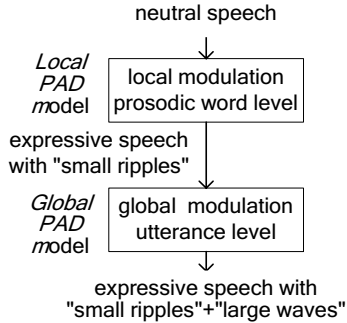 neutral speech
Local
PAD
model
local modulation
prosodic word level
expressive speech
with "small ripples"
Global
PAD
model
global modulation
utterance level
expressive speech with
"small ripples"+"large waves"